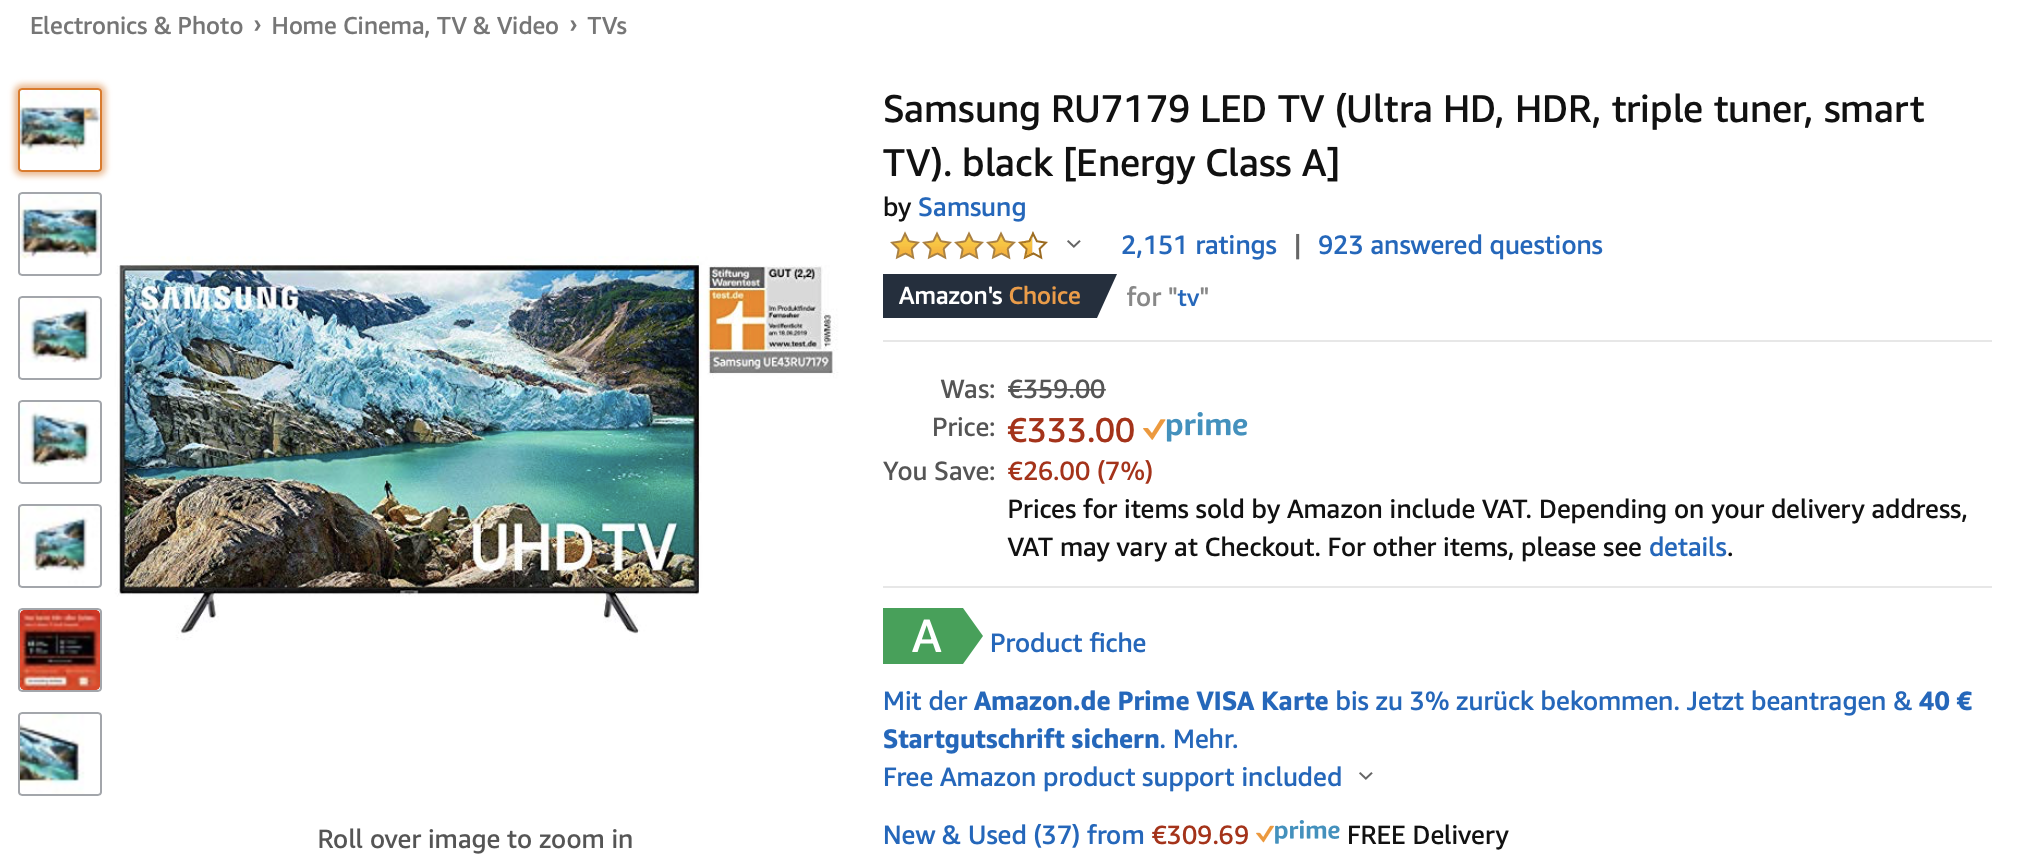 Electronics & Photo › Home Cinema, TV & Video › TVs
SAMSUNG
UHD TV
Stiftung
Warentest
GUT (2,2)
test.de
Im Produktfinder
Fernseher
Veröffentlicht
am 18.06.2019
www.test.de
19WM83
Samsung UE43RU7179
Roll over image to zoom in
Samsung RU7179 LED TV (Ultra HD, HDR, triple tuner, smart
TV). black [Energy Class A]
by Samsung
2,151 ratings | 923 answered questions
Amazon's Choice for "tv"
Was: €359.00
Price: €333.00 prime
You Save: €26.00 (7%)
Prices for items sold by Amazon include VAT. Depending on your delivery address,
VAT may vary at Checkout. For other items, please see details.
A Product fiche
Mit der Amazon.de Prime VISA Karte bis zu 3% zurück bekommen. Jetzt beantragen & 40 €
Startgutschrift sichern. Mehr.
Free Amazon product support included
New & Used (37) from €309.69 prime FREE Delivery